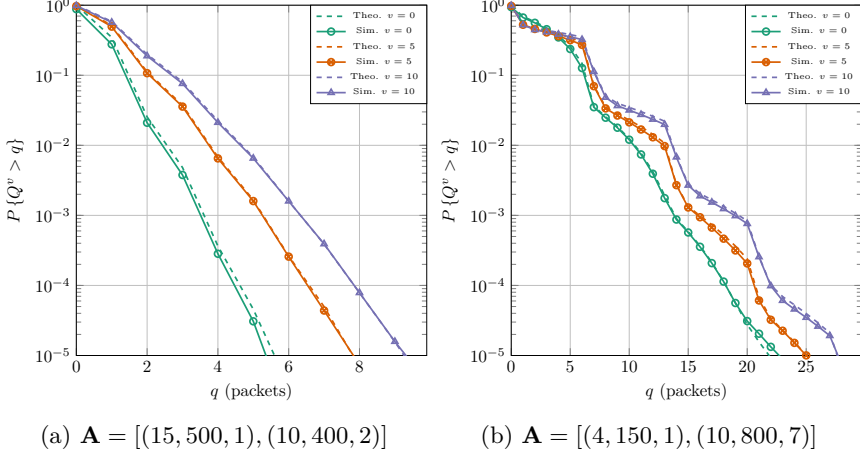 10^0
10^{-1}
10^{-2}
10^{-3}
10^{-4}
10^{-5}
P {Q^v > q}
0 2 4 6 8
q (packets)
Theo. v = 0
Sim. v = 0
Theo. v = 5
Sim. v = 5
Theo. v = 10
Sim. v = 10
(a) A = [(15, 500, 1), (10, 400, 2)]
10^0
10^{-1}
10^{-2}
10^{-3}
10^{-4}
10^{-5}
P {Q^v > q}
0 5 10 15 20 25
q (packets)
Theo. v = 0
Sim. v = 0
Theo. v = 5
Sim. v = 5
Theo. v = 10
Sim. v = 10
(b) A = [(4, 150, 1), (10, 800, 7)]